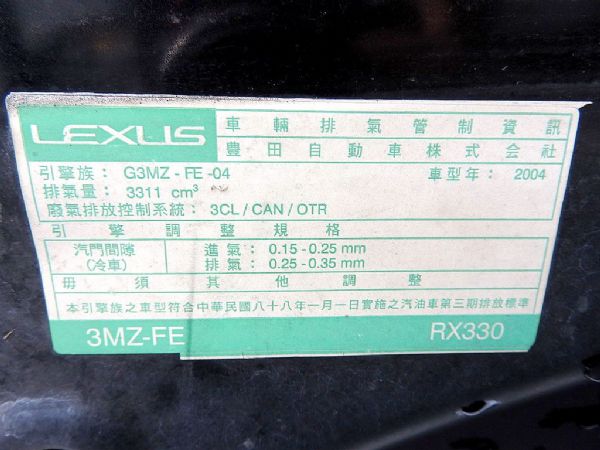 LEXUS 車輛排氣管制資訊
豐田自動車株式会社
引擎族: G3MZ-FE-04 車型年: 2004
排氣量: 3311 cm³
廢氣排放控制系統: 3CL/CAN/OTR
引擎調整規格
汽門間隙 進氣: 0.15-0.25 mm
(冷車) 排氣: 0.25-0.35 mm
毋須其他調整
本引擎族之車型符合中華民國八十八年一月一日實施之汽油車第三期排放標準
3MZ-FE RX330